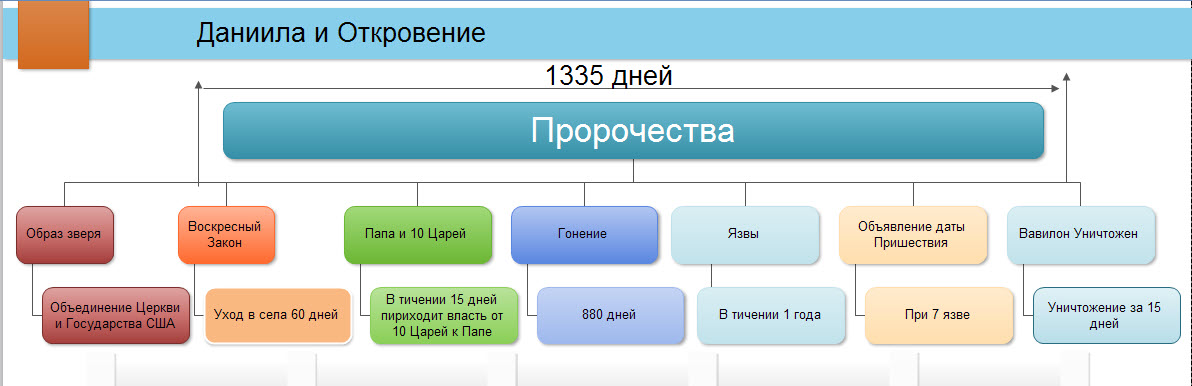 Даниила и Откровение
1335 дней
Пророчества
Образ зверя
Воскресный
Закон
Папа и 10 Царей
Гонение
Язвы
Объявление даты
Пришествия
Вавилон Уничтожен
Объединение Церкви
и Государства США
Уход в села 60 дней
В тичении 15 дней
пириходит власть от
10 Царей к Папе
880 дней
В тичении 1 года
При 7 язве
Уничтожение за 15
дней